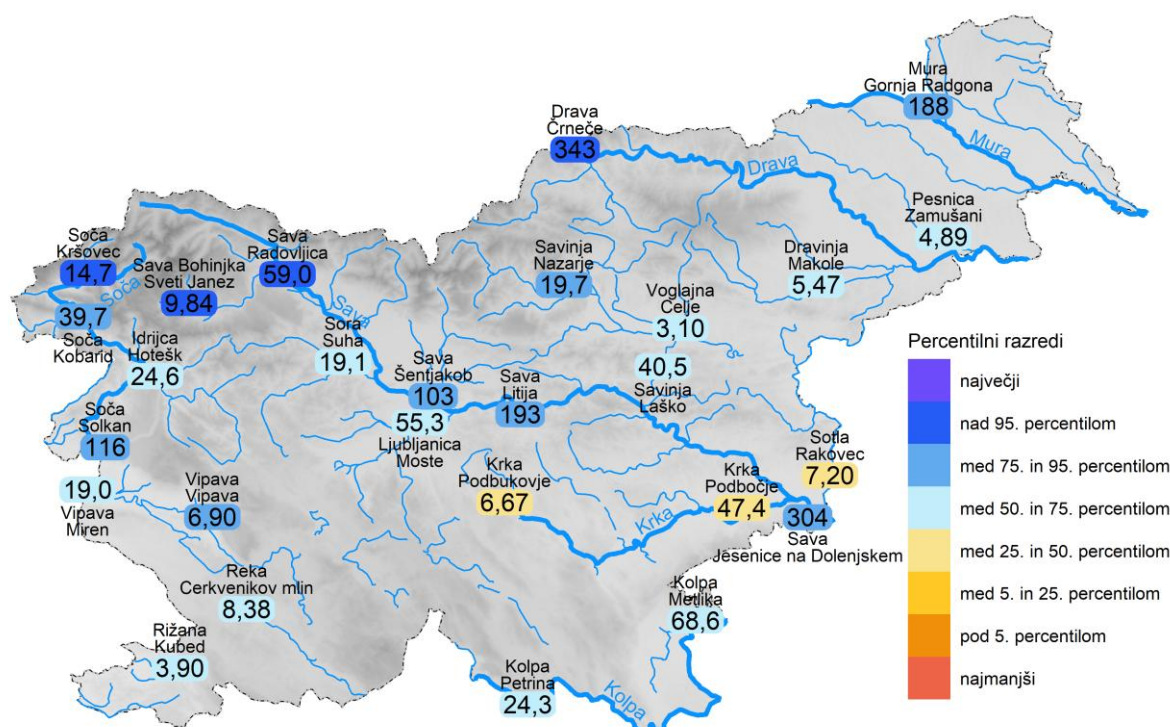 Mura
Gornja Radgona
188
Mura
Drava
Črneče
343
Drava
Pesnica
Zamušani
4,89
Soča
Kršovec
14,7
Sava Bohinjka
Sveti Janez
9,84
Sava
Radovljica
59,0
Savinja
Nazarje
19,7
Dravinja
Makole
5,47
Soča
39,7
Soča
Kobarid
Idrijca
Hotešk
24,6
Sava
Sora
Suha
19,1
Voglajna
Celje
3,10
Sava
Šentjakob
103
Sava
Litija
193
40,5
Savinja
Laško
Soča
Solkan
116
55,3
Ljubljanica
Moste
Krka
Podbukovje
6,67
Krka
Podbočje
47,4
Krka
Sotla
Rakovec
7,20
304
Sava
Jesenice na Dolenjskem
19,0
Vipava
Miren
Vipava
Vipava
6,90
Reka
Cerkvenikov mlin
8,38
Rižana
Kubed
3,90
Kolpa
Metlika
68,6
Kolpa
Petrina
24,3
Kolpa
Percentilni razredi
največji
nad 95. percentilom
med 75. in 95. percentilom
med 50. in 75. percentilom
med 25. in 50. percentilom
med 5. in 25. percentilom
pod 5. percentilom
najmanjši